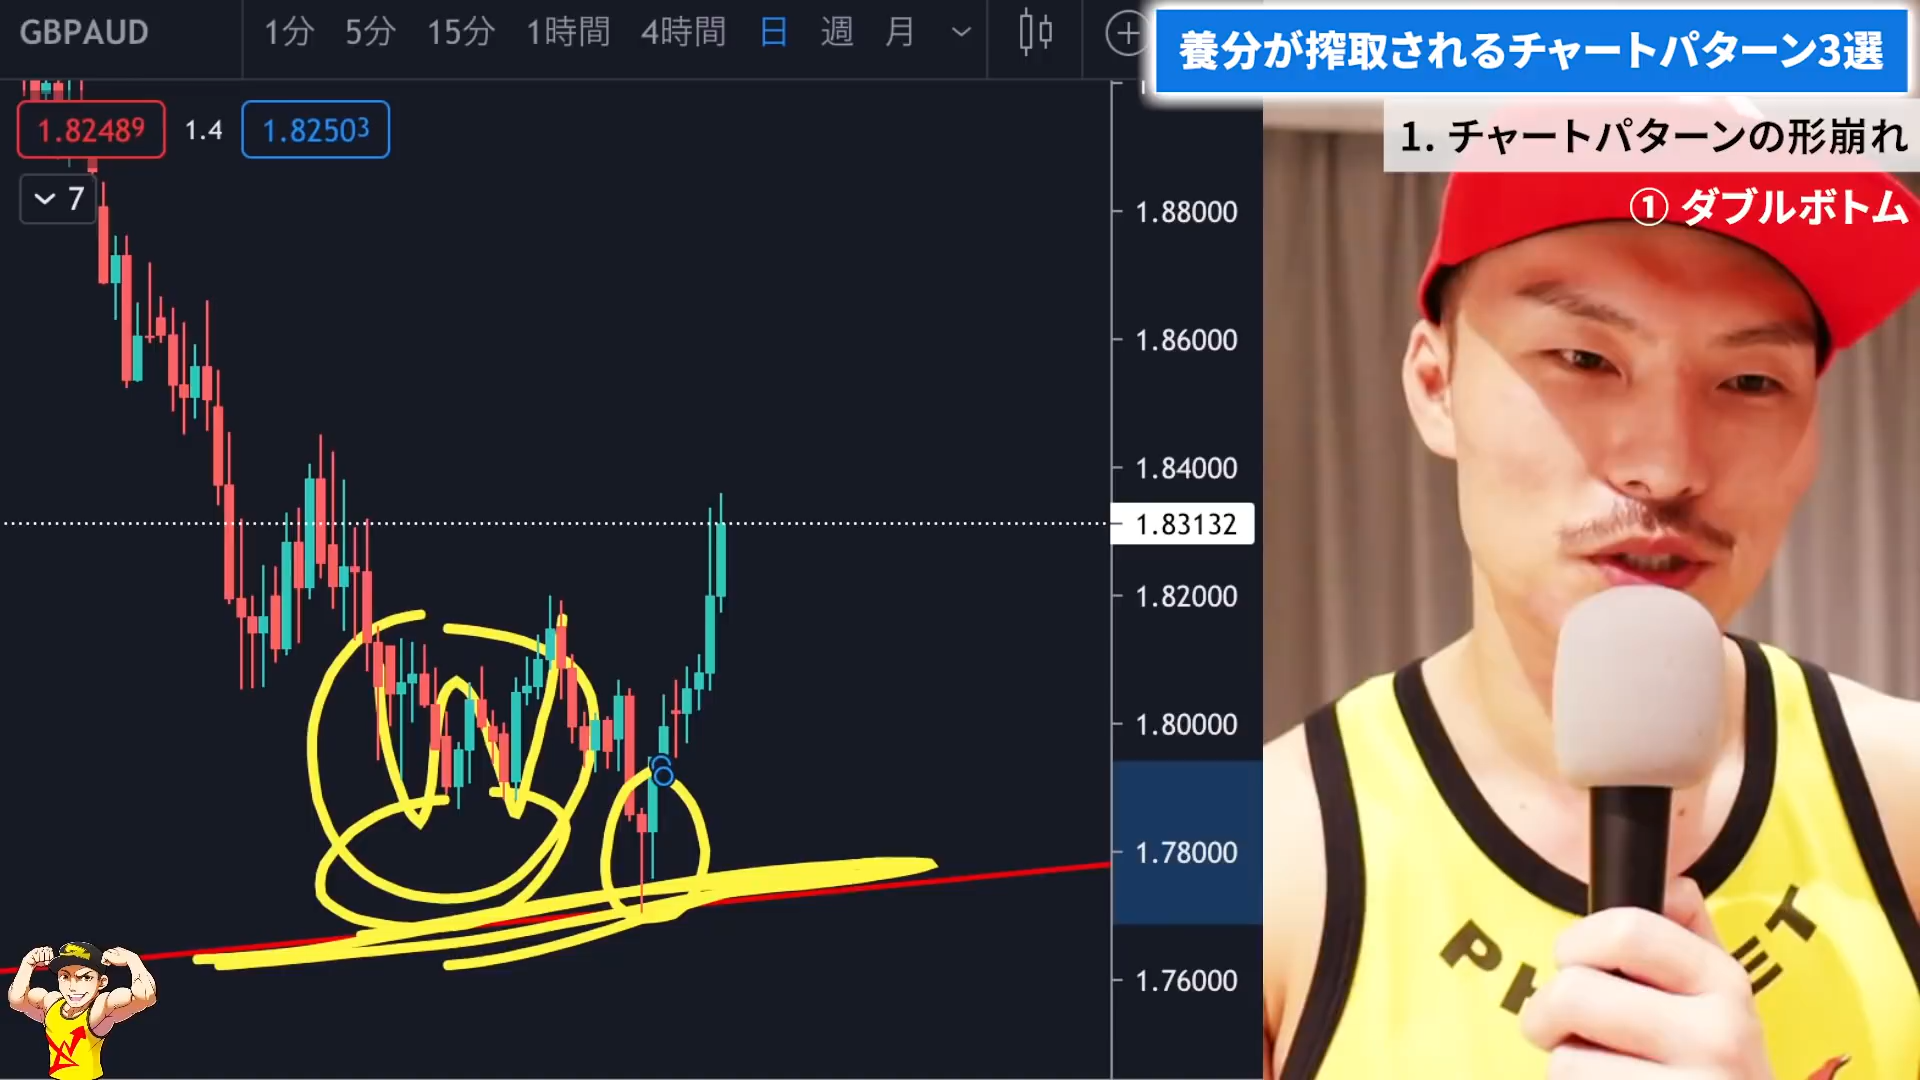 GBPAUD
1分 5分 15分 1時間 4時間 日 週 月
養分が搾取されるチャートパターン3選
1. チャートパターンの形崩れ
① ダブルボトム
1.82489 1.4 1.82503
7
1.88000
1.86000
1.84000
1.83132
1.82000
1.80000
1.78000
1.76000